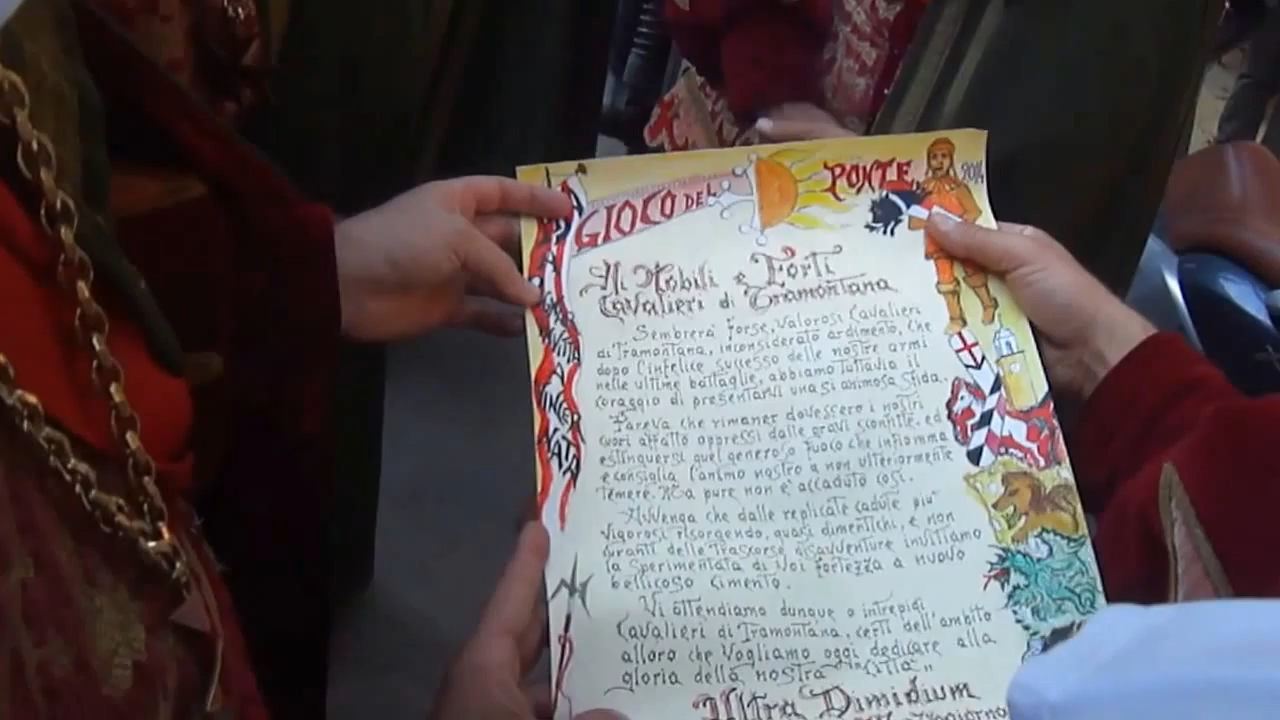 GIOCO DEL PONTE
Ai Nobili e Forti
Cavalieri di Tramontana
Sembrerà forse, valorosi Cavalieri
di Tramontana, inconsiderato ardimento, che
dopo l'infelice successo delle nostre armi
nelle ultime battaglie, abbiamo tuttavia il
coraggio di presentarvi una sì animosa sfida.
Pareva che rimaner dovessero i nostri
cuori affatto oppressi dalle gravi sconfitte, ed
estinguersi quel generoso fuoco che infiamma
e consiglia l'animo nostro a non ulteriormente
temere. Ma pure non è accaduto così.
Avvenga che dalle replicate cadute più
vigorosi risorgendo, quasi dimentichi, e non
curanti delle trascorse disavventure invitiamo
la sperimentata di Voi fortezza a nuovo
bellicoso cimento.
Vi attendiamo dunque o intrepidi
Cavalieri di Tramontana, certi dell'ambito
alloro che Vogliamo oggi dedicare alla
gloria della nostra Città"
Ultra Dimidium